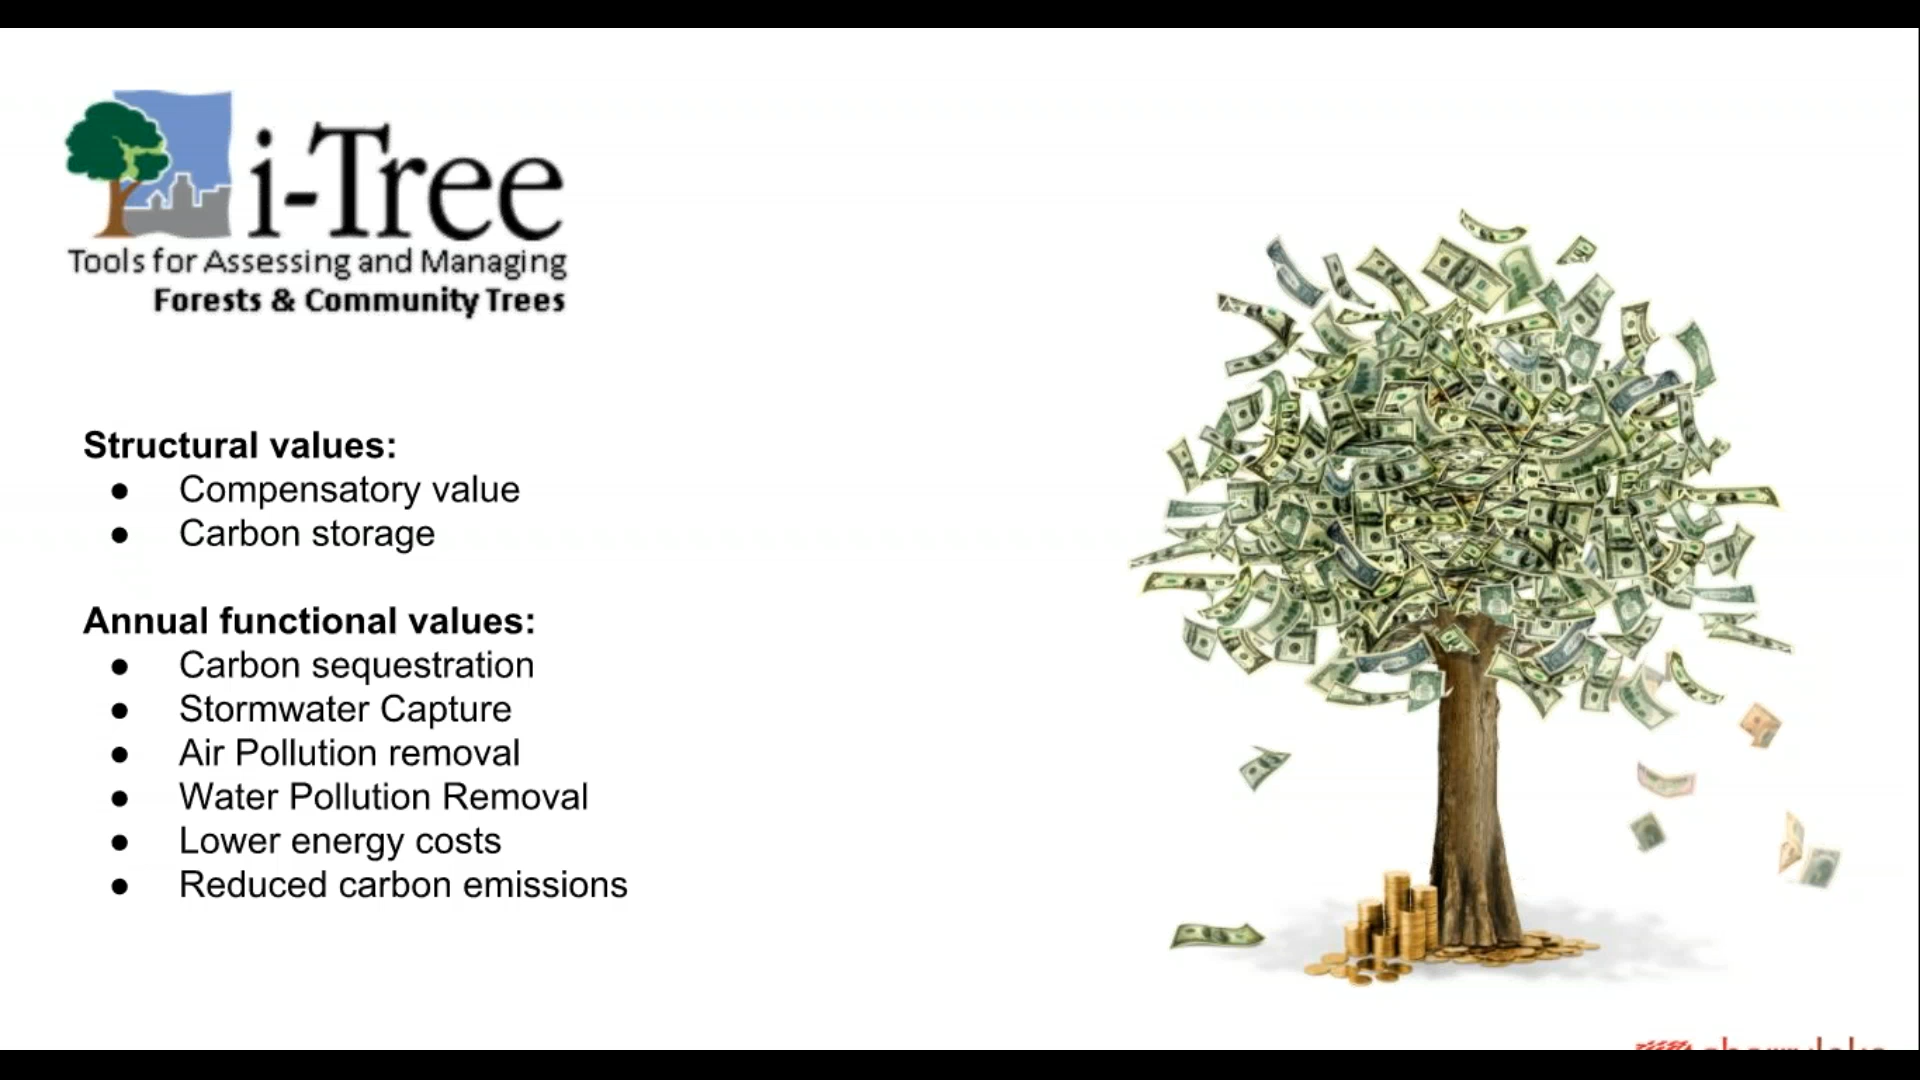 i-Tree
Tools for Assessing and Managing
Forests & Community Trees
Structural values:
● Compensatory value
● Carbon storage
Annual functional values:
● Carbon sequestration
● Stormwater Capture
● Air Pollution removal
● Water Pollution Removal
● Lower energy costs
● Reduced carbon emissions